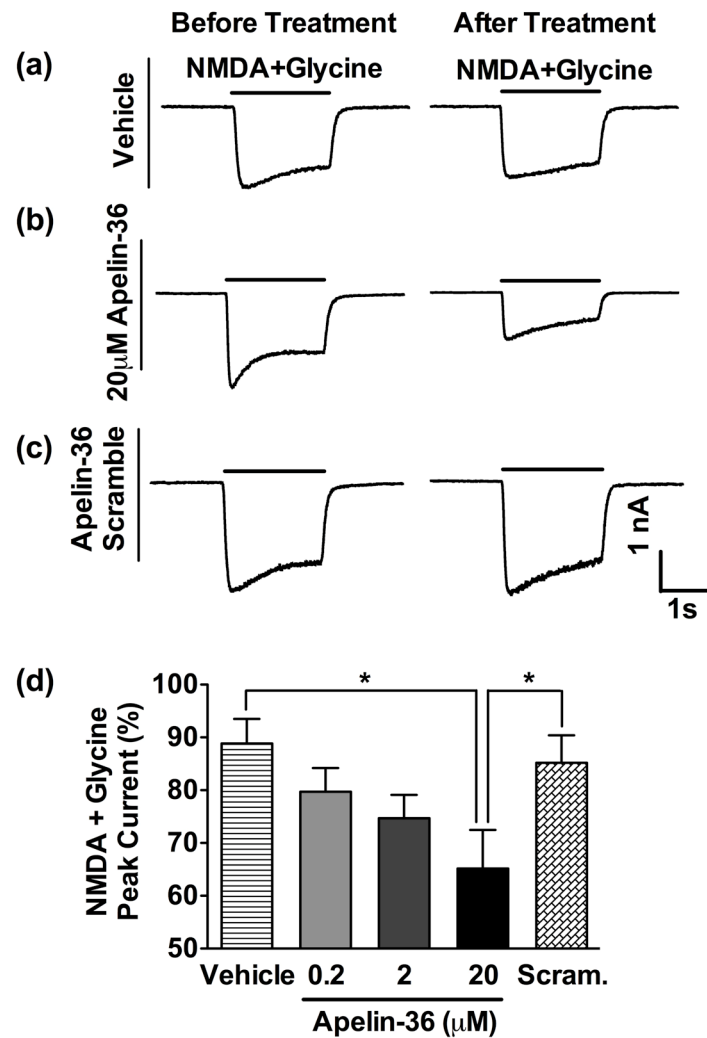 Before Treatment After Treatment
(a)
NMDA+Glycine NMDA+Glycine
Vehicle
(b)
20μM Apelin-36
(c)
Apelin-36
Scramble
1 nA
1s
(d)
NMDA + Glycine
Peak Current (%)
100
90
80
70
60
50
* *
Vehicle 0.2 2 20 Scram.
Apelin-36 (μM)